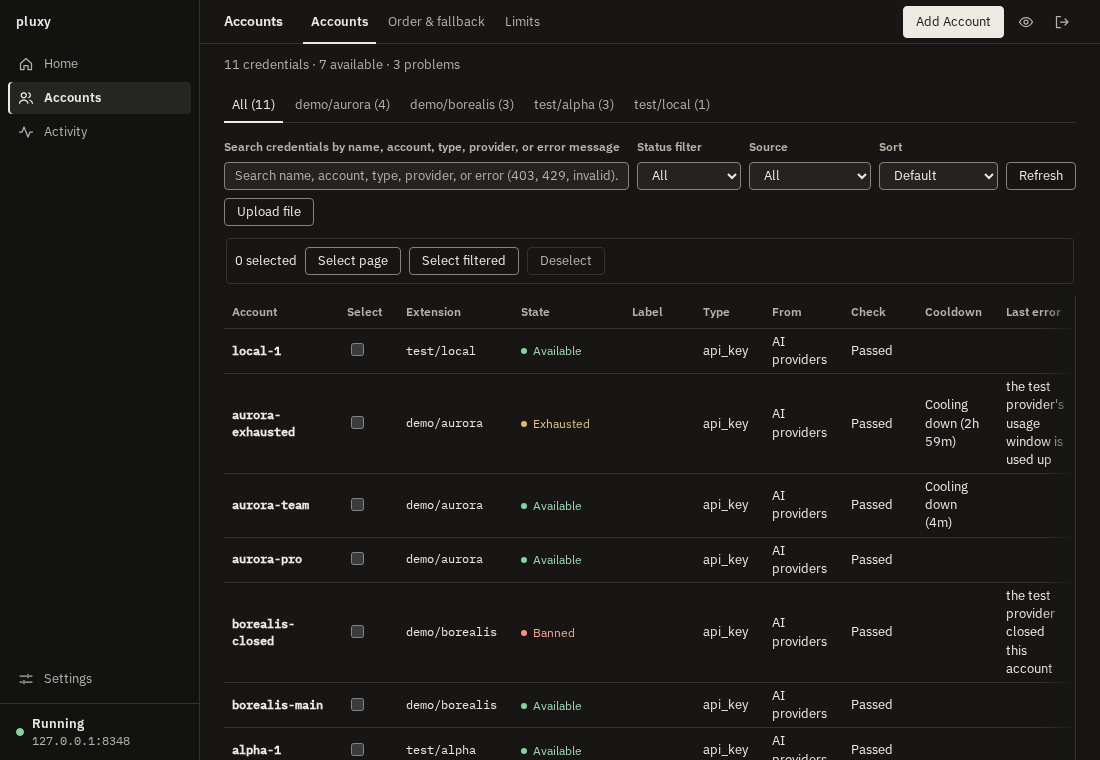 pluxy
Home
Accounts
Activity
Settings
Running
127.0.0.1:8348
Accounts Accounts Order & fallback Limits Add Account
11 credentials · 7 available · 3 problems
All (11) demo/aurora (4) demo/borealis (3) test/alpha (3) test/local (1)
Search credentials by name, account, type, provider, or error message Status filter Source Sort
Search name, account, type, provider, or error (403, 429, invalid). All All Default Refresh
Upload file
0 selected Select page Select filtered Deselect
Account Select Extension State Label Type From Check Cooldown Last error
local-1 test/local Available api_key AI providers Passed
aurora-exhausted demo/aurora Exhausted api_key AI providers Passed Cooling down (2h 59m) the test provider's usage window is used up
aurora-team demo/aurora Available api_key AI providers Passed Cooling down (4m)
aurora-pro demo/aurora Available api_key AI providers Passed
borealis-closed demo/borealis Banned api_key AI providers Passed the test provider closed this account
borealis-main demo/borealis Available api_key AI providers Passed
alpha-1 test/alpha Available api_key AI providers Passed